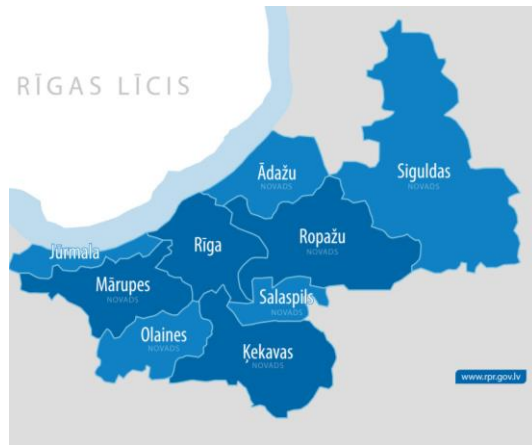 RĪGAS LĪCIS
Ādažu
NOVADS
Siguldas
NOVADS
Jūrmala
Rīga
Ropažu
NOVADS
Mārupes
NOVADS
Salaspils
NOVADS
Olaines
NOVADS
Ķekavas
NOVADS
www.rpr.gov.lv